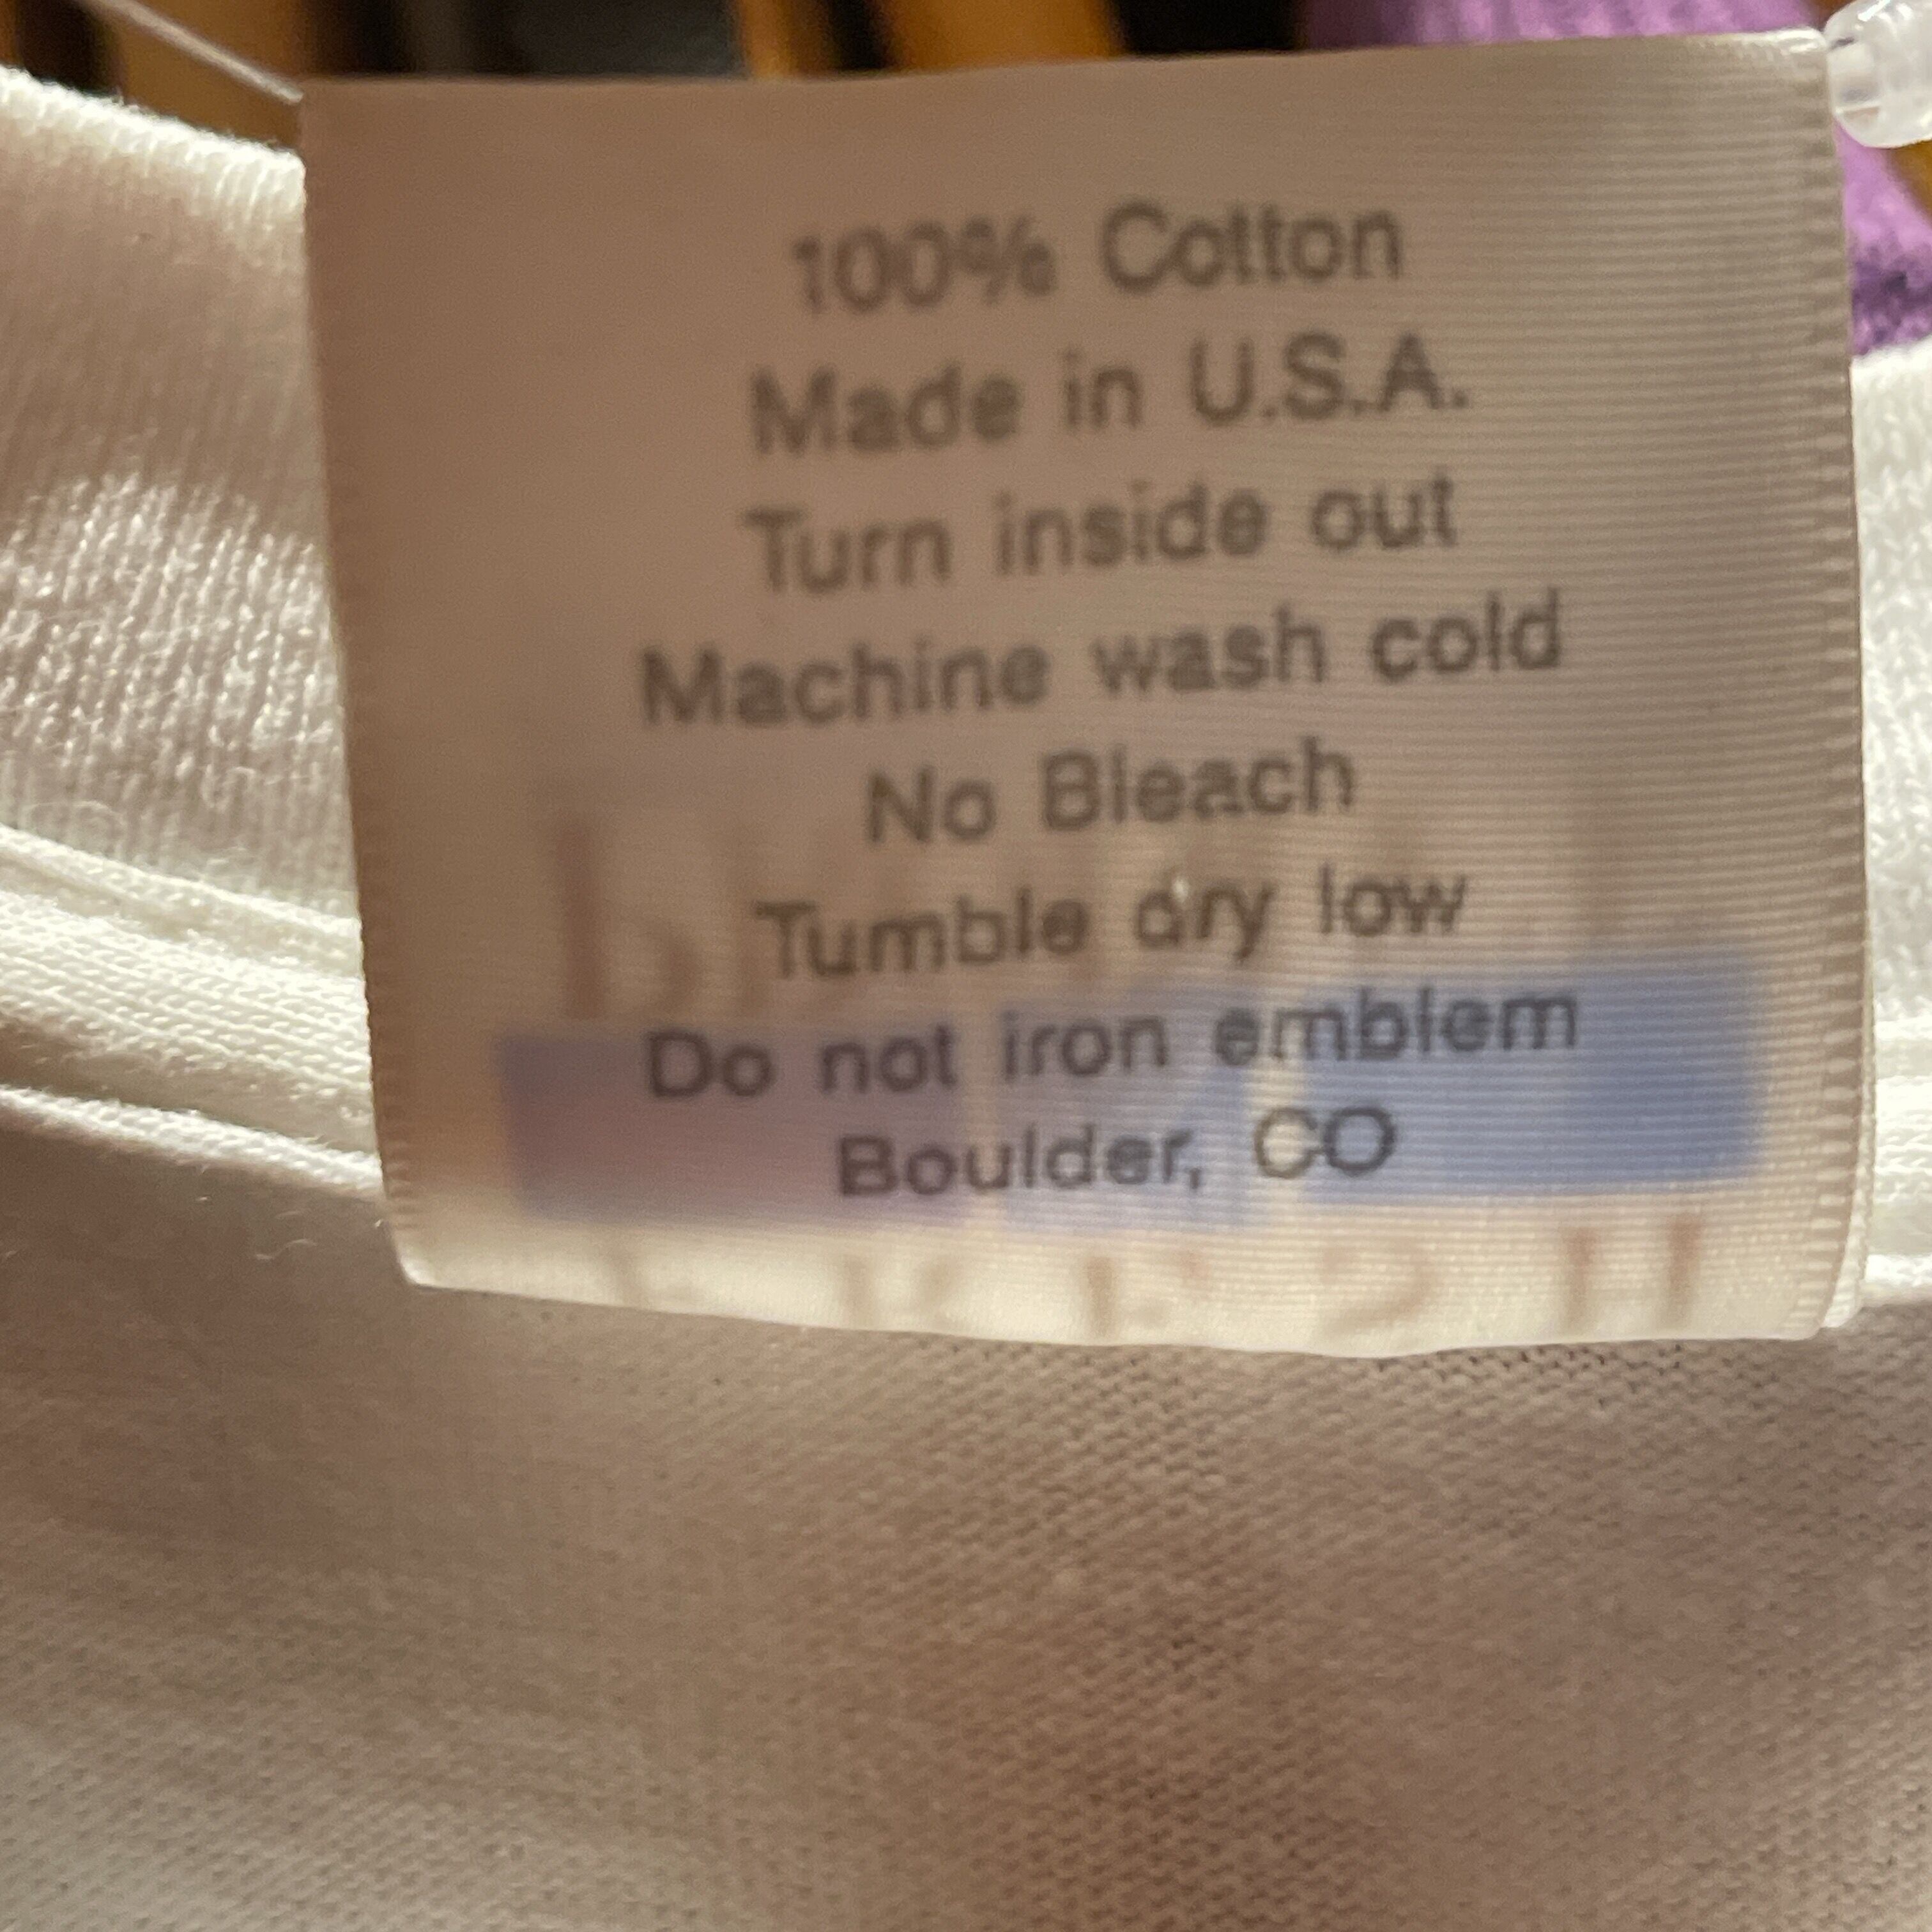 100% Cotton
Made in U.S.A.
Turn inside out
Machine wash cold
No Bleach
Tumble dry low
Do not iron emblem
Boulder, CO